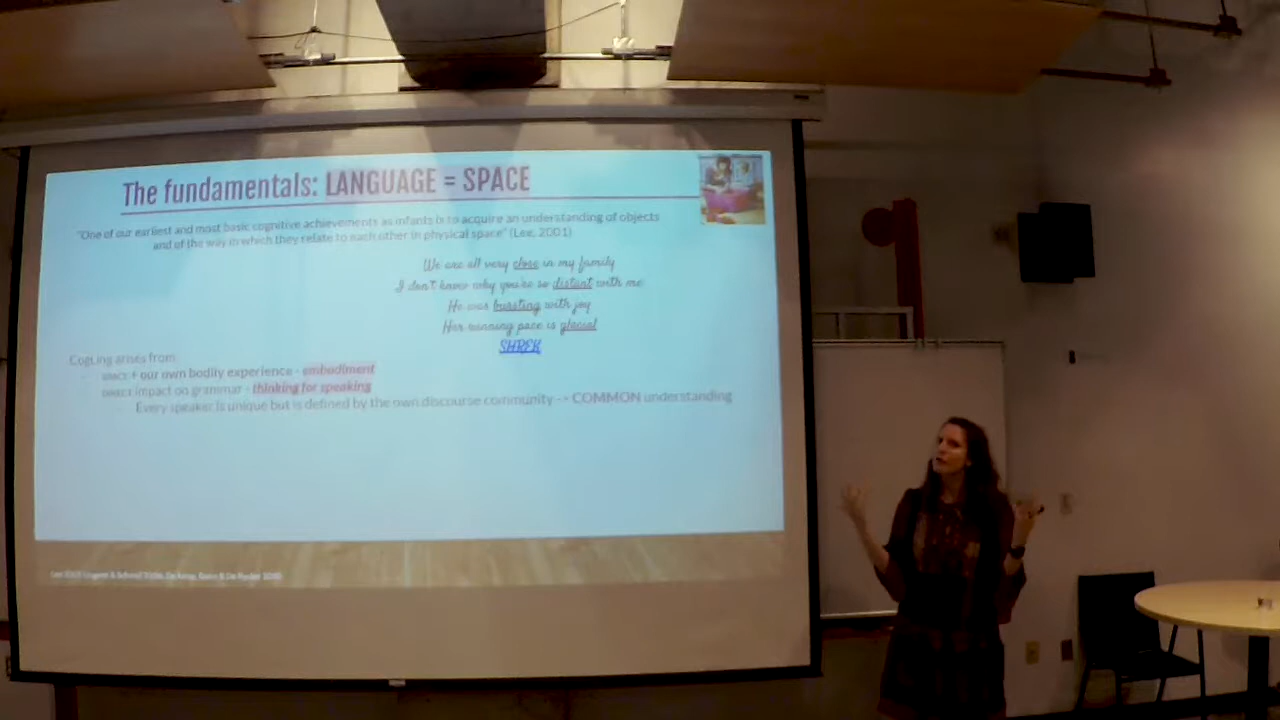 The fundamentals: LANGUAGE = SPACE
"One of our earliest and most basic cognitive achievements as infants is to acquire an understanding of objects
and of the way in which they relate to each other in physical space" (Lee, 2001)
We are all very close in my family
I don't know why you're so distant with me
He was bursting with joy
Her running pace is glacial
SHREK
CogLing arises from:
- SPACE + our own bodily experience - embodiment
- SPACE's impact on grammar - thinking for speaking
- Every speaker is unique but is defined by the own discourse community -> COMMON understanding